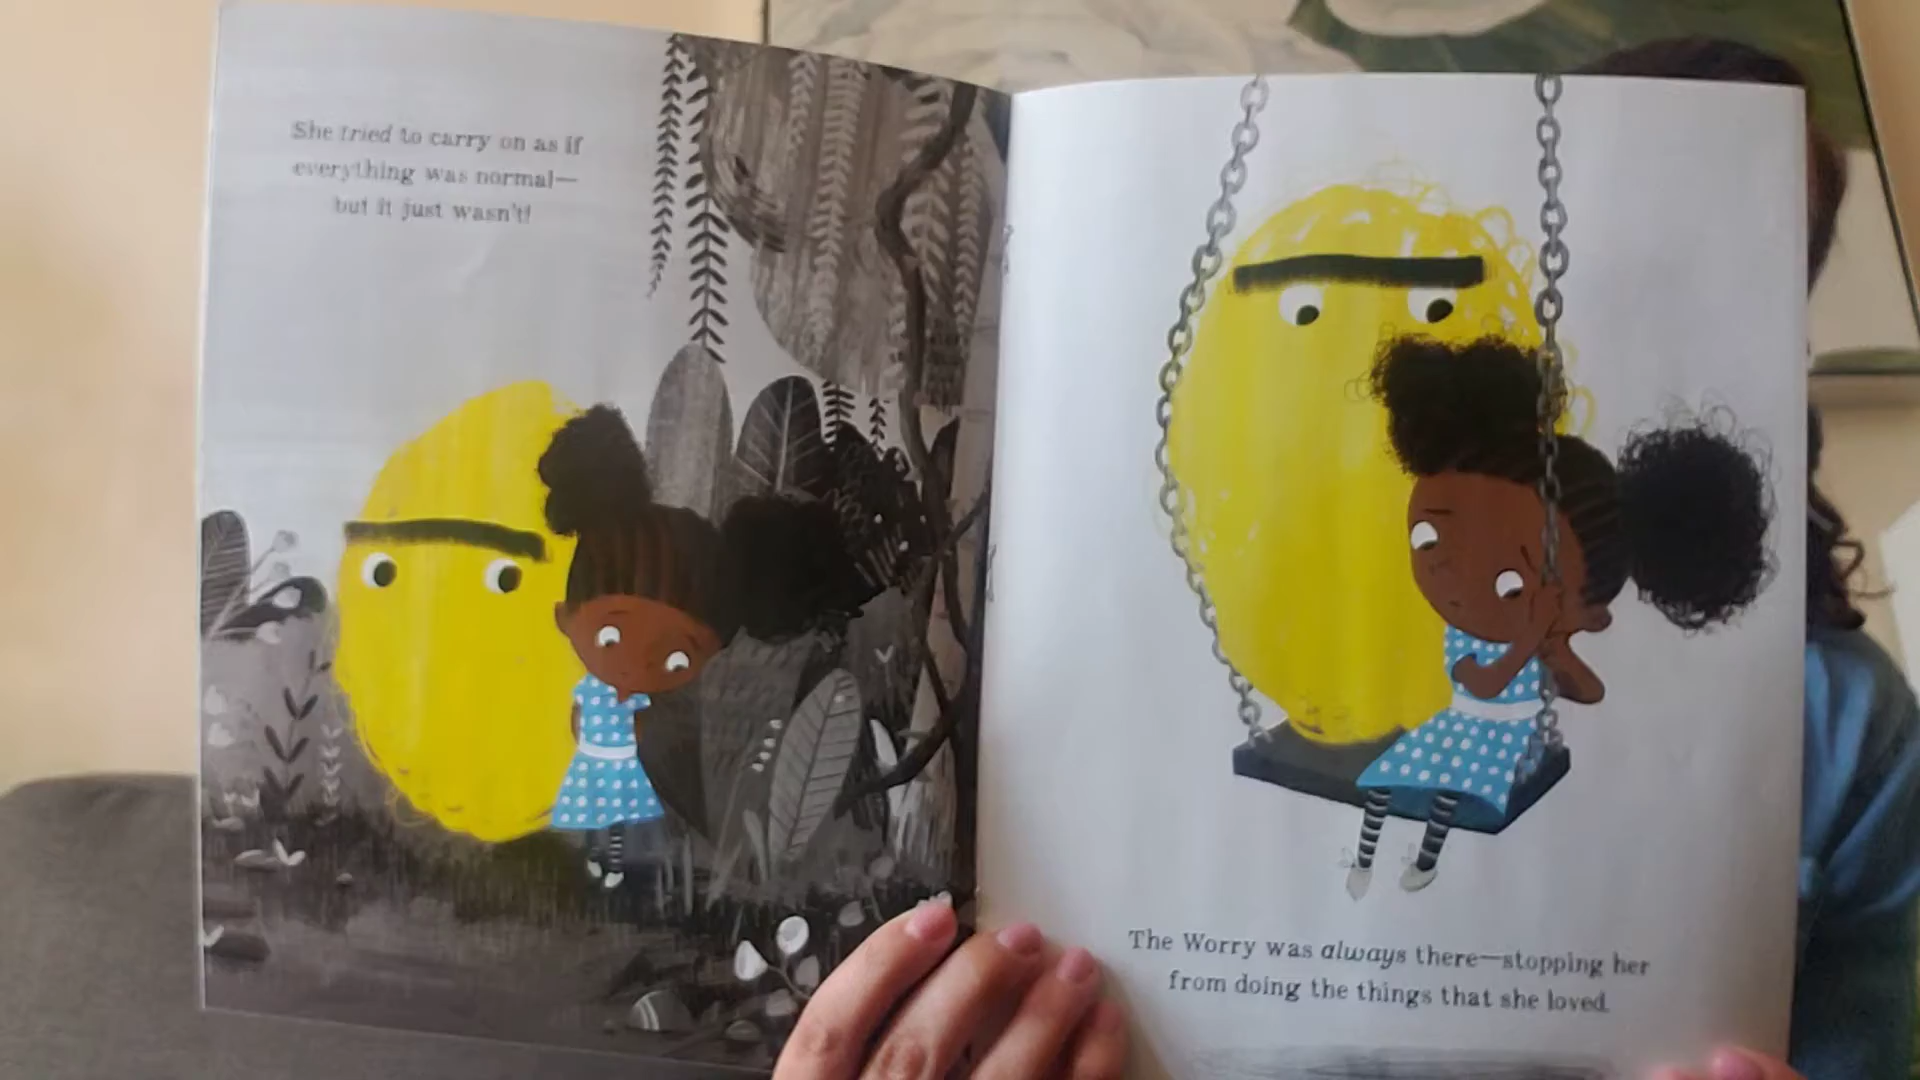 She tried to carry on as if
everything was normal—
but it just wasn't!
The Worry was always there—stopping her
from doing the things that she loved.